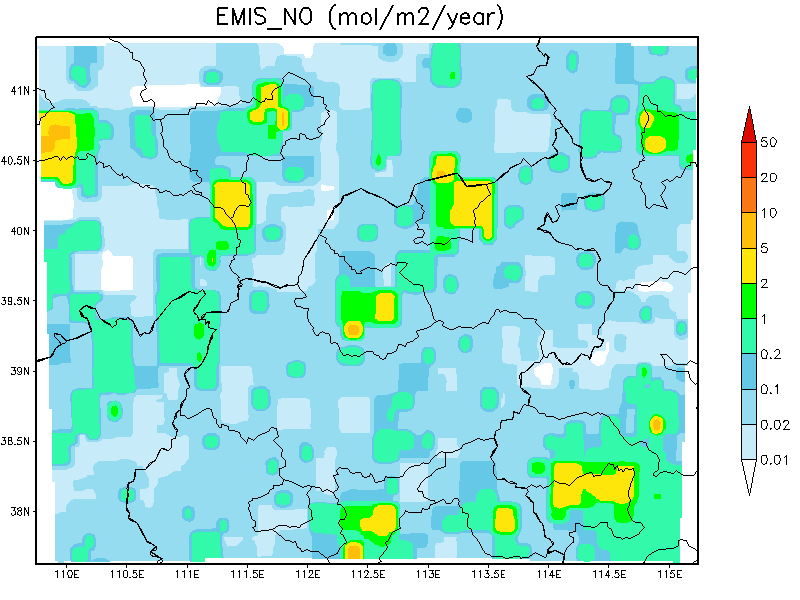 EMIS_NO (mol/m2/year)
41N
40.5N
40N
39.5N
39N
38.5N
38N
110E
110.5E
111E
111.5E
112E
112.5E
113E
113.5E
114E
114.5E
115E
50
20
10
5
2
1
0.2
0.1
0.02
0.01